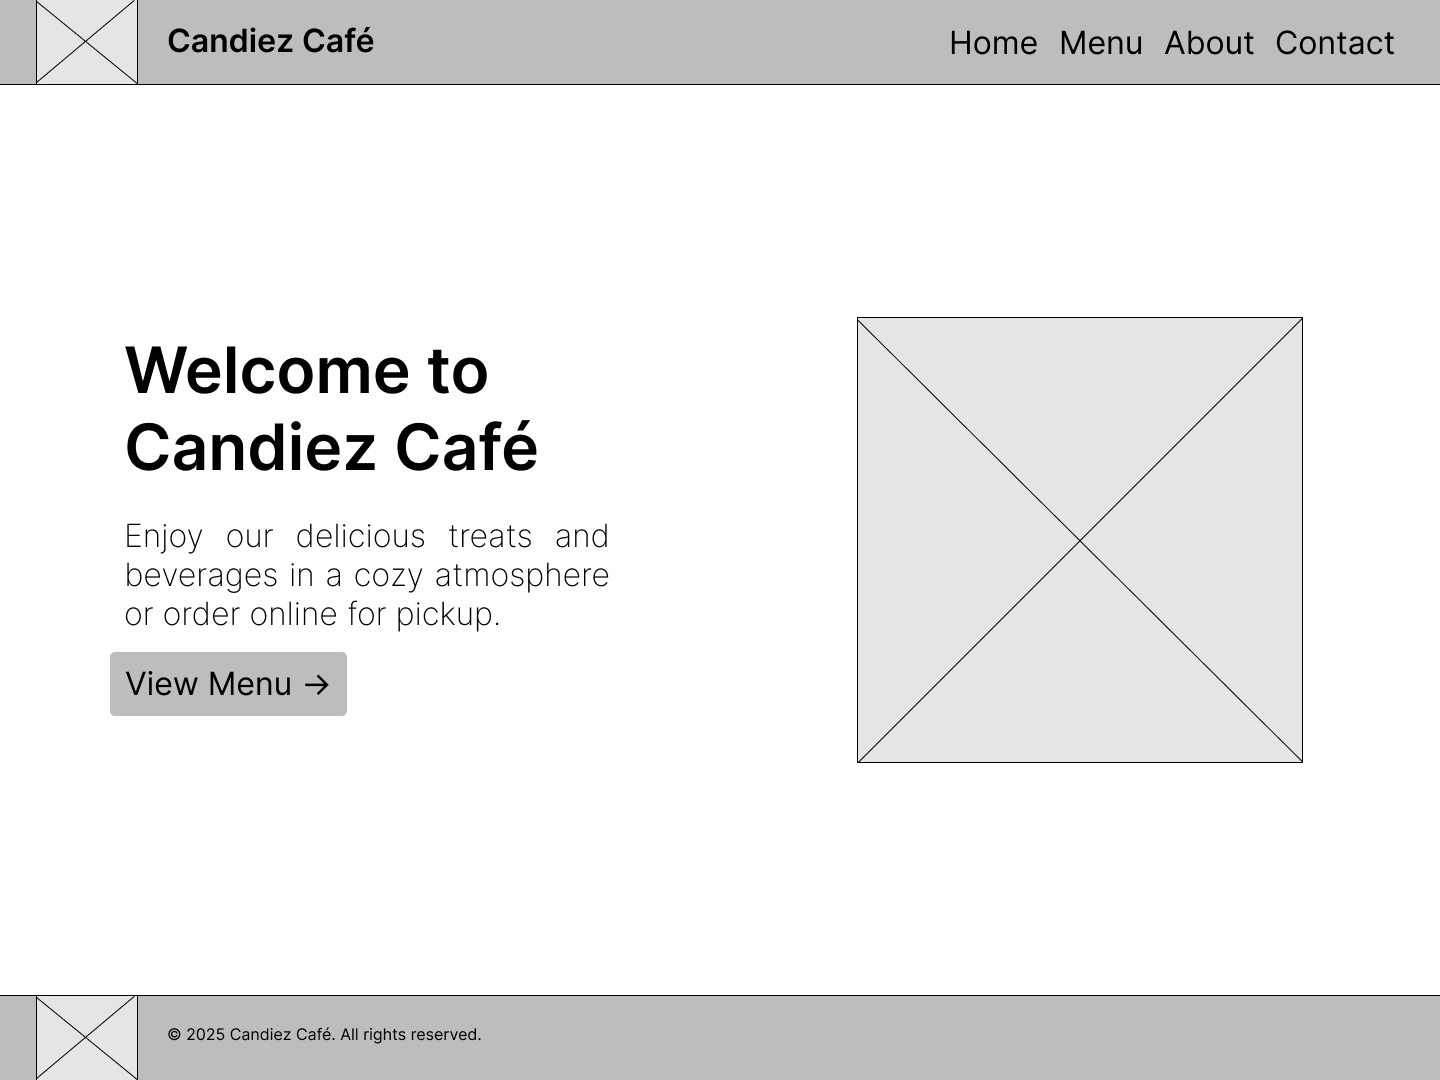 Candiez Café
Home Menu About Contact
Welcome to
Candiez Café
Enjoy our delicious treats and
beverages in a cozy atmosphere
or order online for pickup.
View Menu →
© 2025 Candiez Café. All rights reserved.